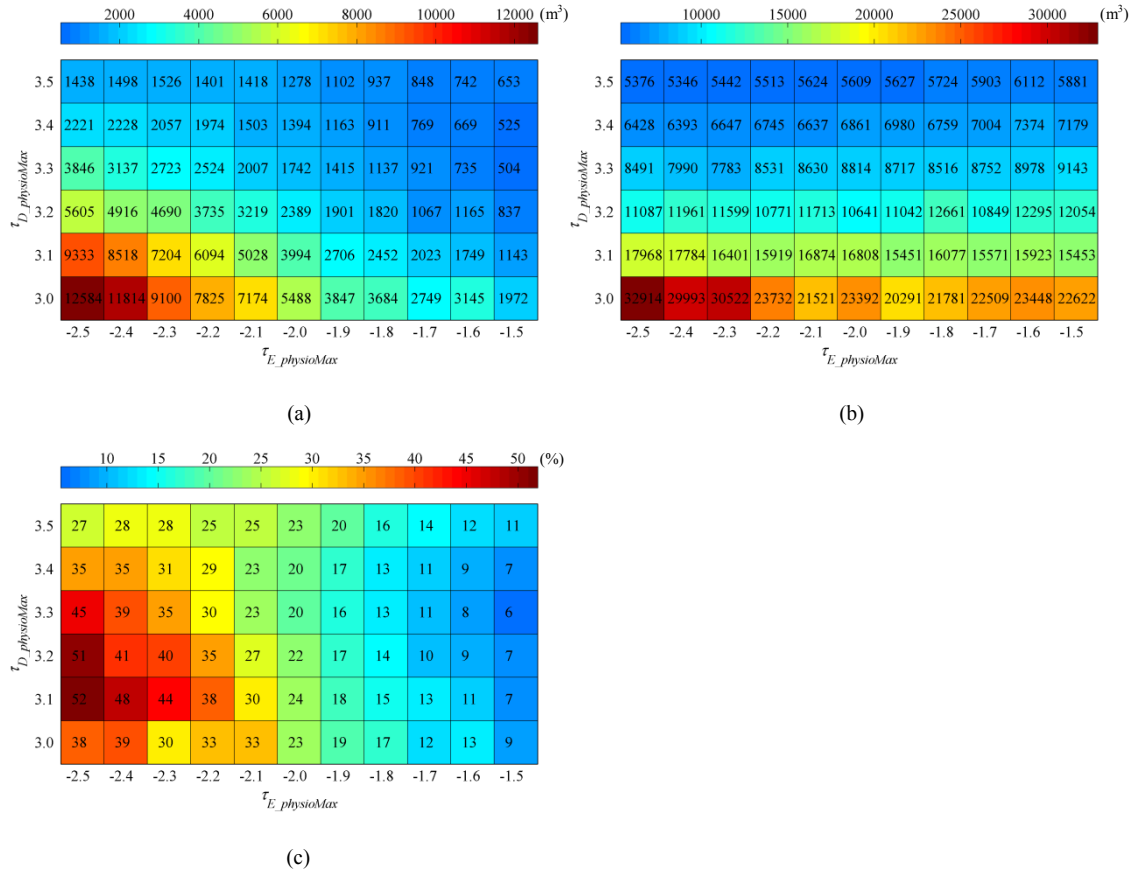 2000 4000 6000 8000 10000 12000 (m³)
3.5 1438 1498 1526 1401 1418 1278 1102 937 848 742 653
3.4 2221 2228 2057 1974 1503 1394 1163 911 769 669 525
3.3 3846 3137 2723 2524 2007 1742 1415 1137 921 735 504
3.2 5605 4916 4690 3735 3219 2389 1901 1820 1067 1165 837
3.1 9333 8518 7204 6094 5028 3994 2706 2452 2023 1749 1143
3.0 12584 11814 9100 7825 7174 5488 3847 3684 2749 3145 1972
-2.5 -2.4 -2.3 -2.2 -2.1 -2.0 -1.9 -1.8 -1.7 -1.6 -1.5
τ_D_physioMax
τ_E_physioMax
(a)
10000 15000 20000 25000 30000 (m³)
3.5 5376 5346 5442 5513 5624 5609 5627 5724 5903 6112 5881
3.4 6428 6393 6647 6745 6637 6861 6980 6759 7004 7374 7179
3.3 8491 7990 7783 8531 8630 8814 8717 8516 8752 8978 9143
3.2 11087 11961 11599 10771 11713 10641 11042 12661 10849 12295 12054
3.1 17968 17784 16401 15919 16874 16808 15451 16077 15571 15923 15453
3.0 32914 29993 30522 23732 21521 23392 20291 21781 22509 23448 22622
-2.5 -2.4 -2.3 -2.2 -2.1 -2.0 -1.9 -1.8 -1.7 -1.6 -1.5
τ_D_physioMax
τ_E_physioMax
(b)
10 15 20 25 30 35 40 45 50 (%)
3.5 27 28 28 25 25 23 20 16 14 12 11
3.4 35 35 31 29 23 20 17 13 11 9 7
3.3 45 39 35 30 23 20 16 13 11 8 6
3.2 51 41 40 35 27 22 17 14 10 9 7
3.1 52 48 44 38 30 24 18 15 13 11 7
3.0 38 39 30 33 33 23 19 17 12 13 9
-2.5 -2.4 -2.3 -2.2 -2.1 -2.0 -1.9 -1.8 -1.7 -1.6 -1.5
τ_D_physioMax
τ_E_physioMax
(c)